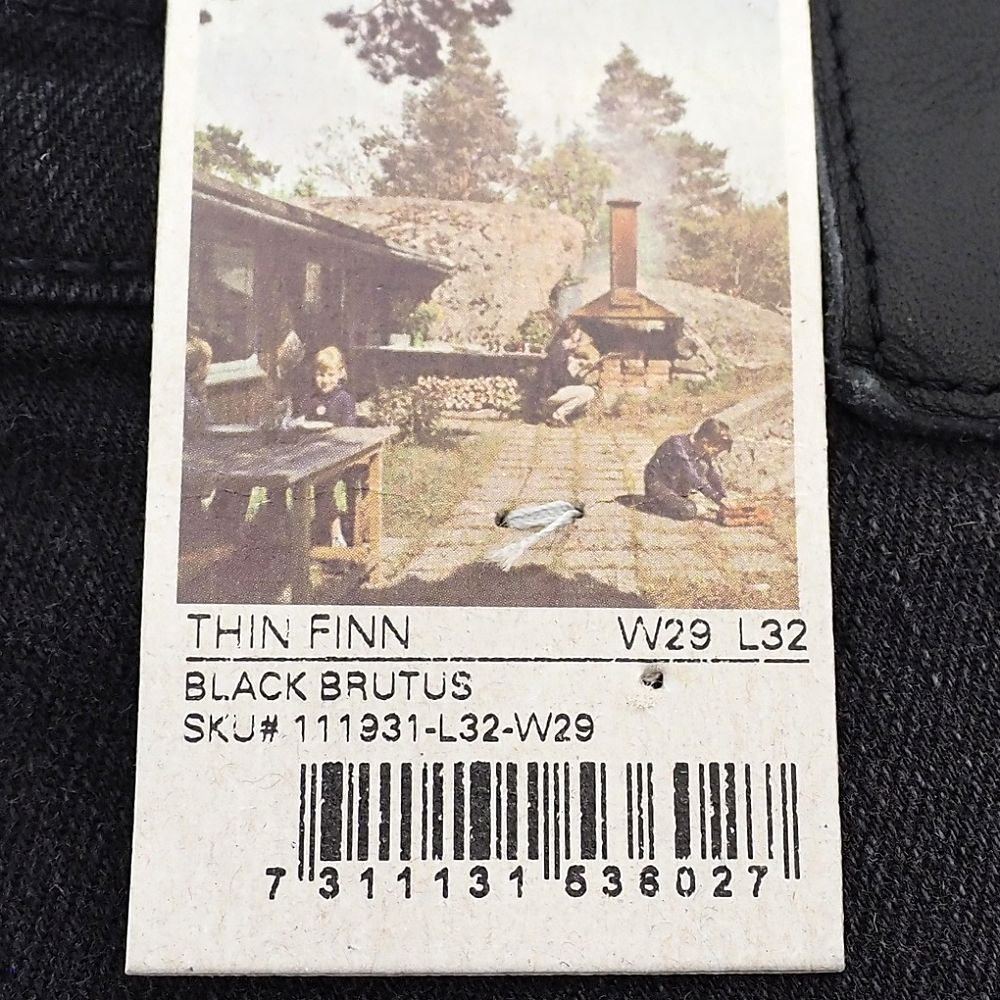 THIN FINN W29 L32
BLACK BRUTUS
SKU# 111931-L32-W29
7 311131 536027